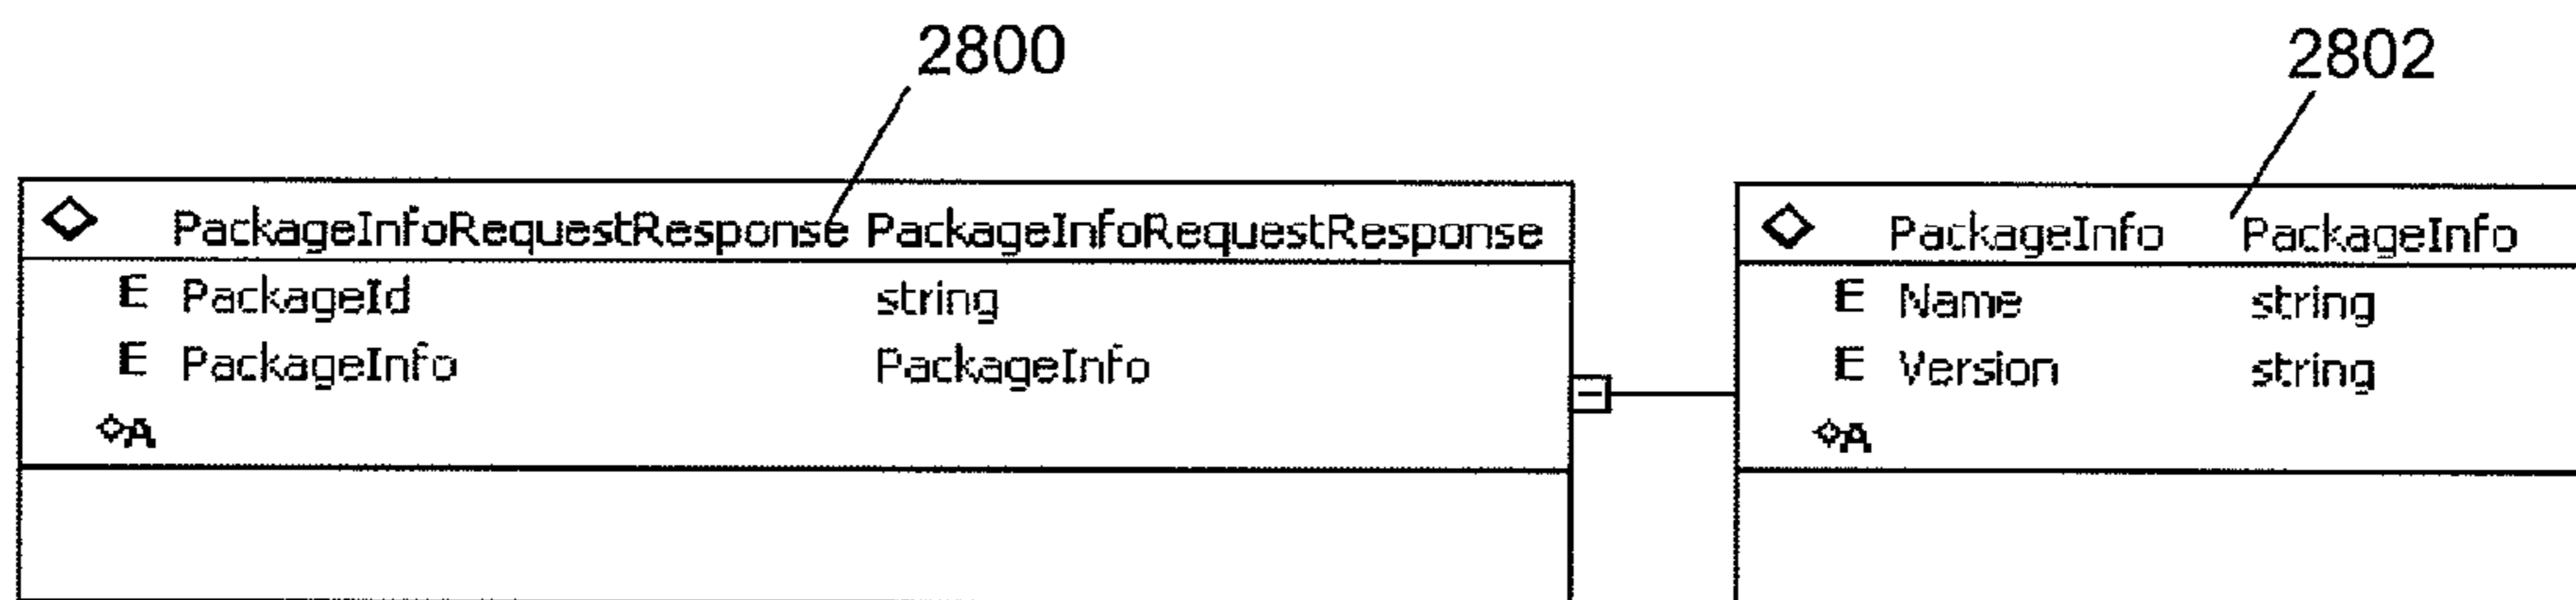 2800
2802
PackageInfoRequestResponse PackageInfoRequestResponse
E PackageId string
E PackageInfo PackageInfo
A
PackageInfo PackageInfo
E Name string
E Version string
A